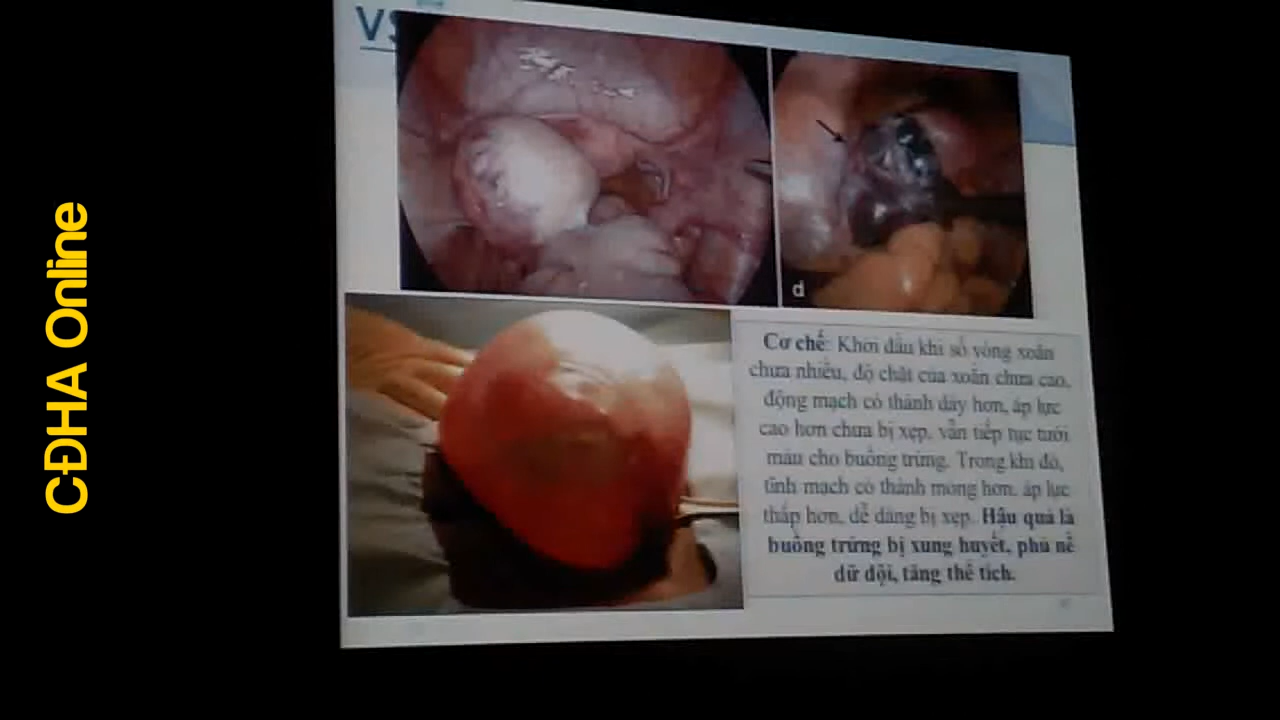 CĐHA Online
VS
d
Cơ chế: Khởi đầu khi số vòng xoắn
chưa nhiều, độ chặt của xoắn chưa cao,
động mạch có thành dày hơn, áp lực
cao hơn chưa bị xẹp, vẫn tiếp tục tưới
máu cho buồng trứng. Trong khi đó,
tĩnh mạch có thành mỏng hơn, áp lực
thấp hơn, dễ dàng bị xẹp. Hậu quả là
buồng trứng bị xung huyết, phù nề
dữ dội, tăng thể tích.